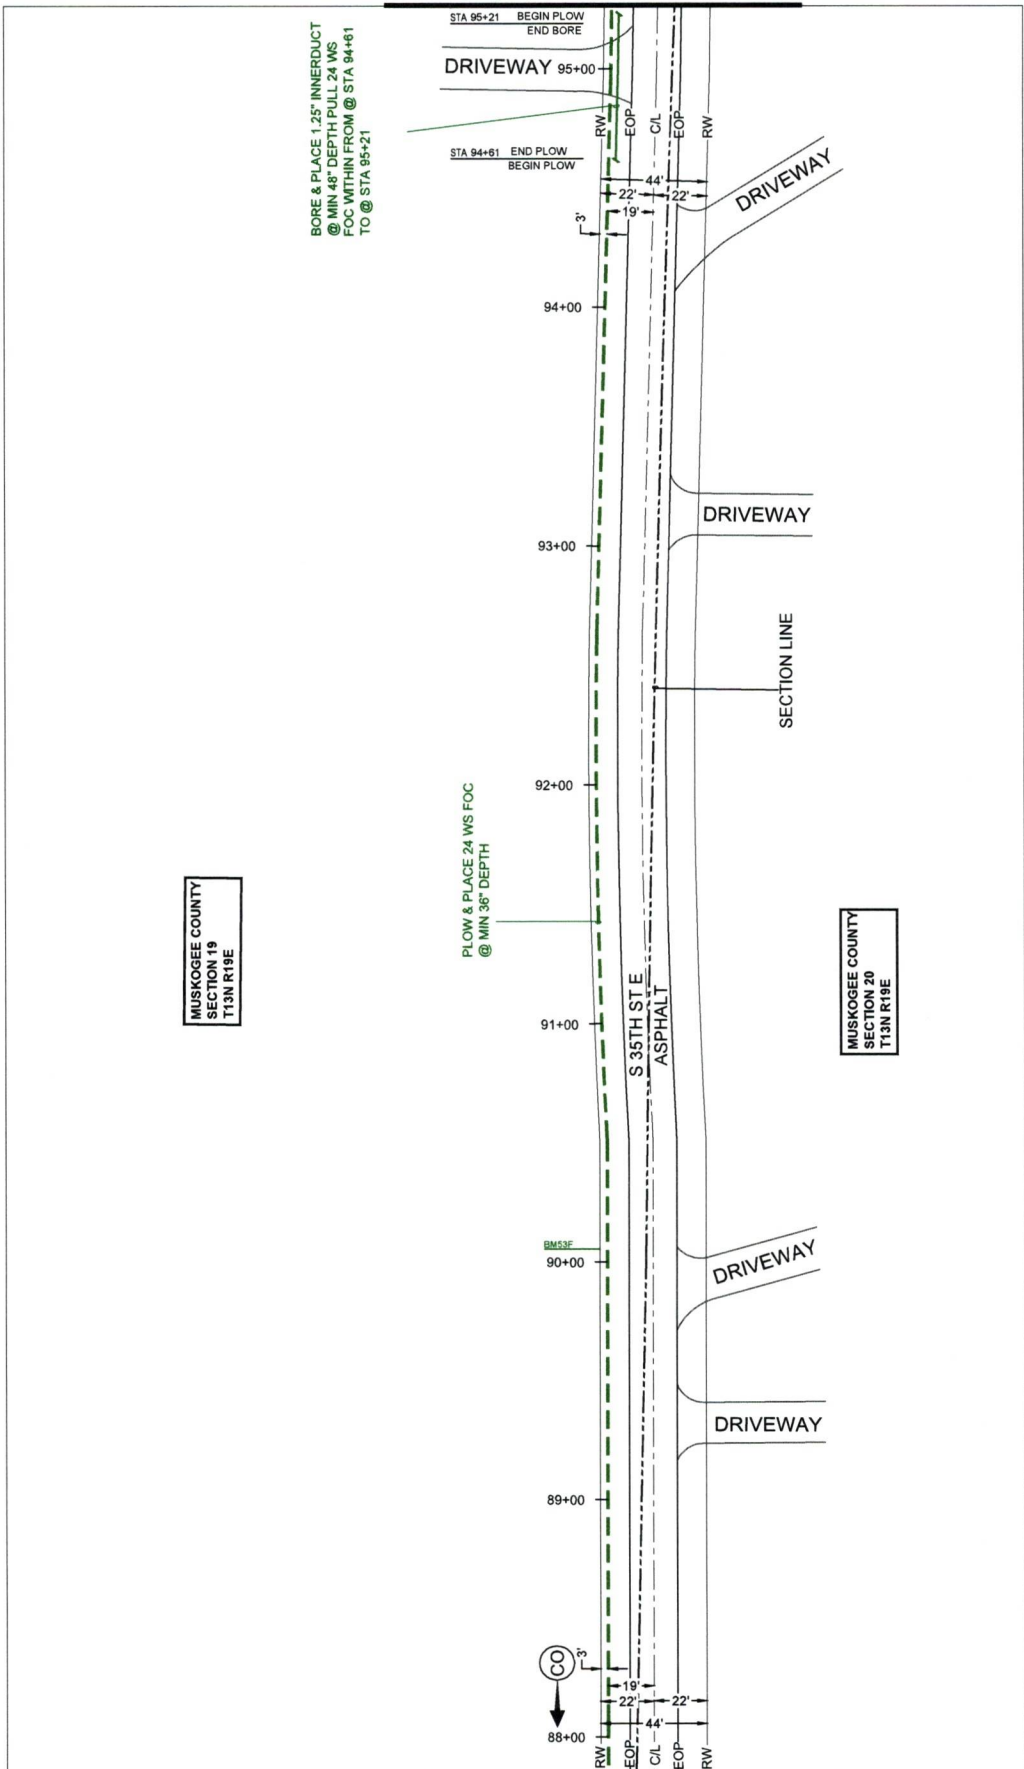 STA 95+21 BEGIN PLOW
END BORE
DRIVEWAY 95+00
BORE & PLACE 1.25" INNERDUCT
@ MIN 48" DEPTH PULL 24 WS
FOC WITHIN FROM @ STA 94+61
TO @ STA 95+21
RW
EOP
C/L
EOP
RW
STA 94+61 END PLOW
BEGIN PLOW
44'
22'
22'
19'
3'
DRIVEWAY
94+00
DRIVEWAY
93+00
SECTION LINE
92+00
PLOW & PLACE 24 WS FOC
@ MIN 36" DEPTH
MUSKOGEE COUNTY
SECTION 19
T13N R19E
MUSKOGEE COUNTY
SECTION 20
T13N R19E
S 35TH ST E
ASPHALT
91+00
BM53F
90+00
DRIVEWAY
DRIVEWAY
89+00
CO
3'
19'
22'
22'
44'
88+00
RW
EOP
C/L
EOP
RW